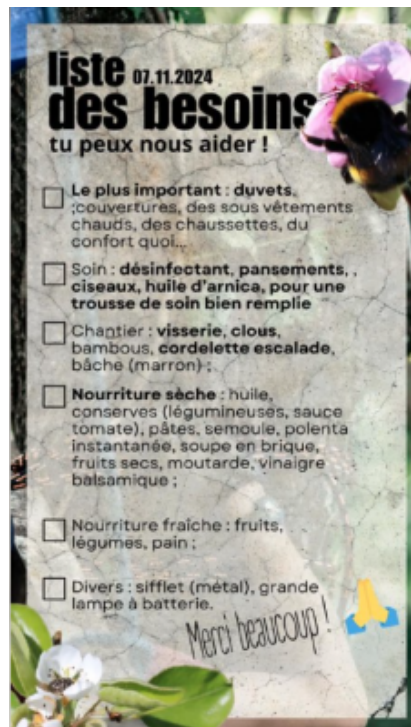 liste 07.11.2024
des besoins
tu peux nous aider !
Le plus important : duvets,
;couvertures, des sous vêtements
chauds, des chaussettes, du
confort quoi...
Soin : désinfectant, pansements, ,
ciseaux, huile d'arnica, pour une
trousse de soin bien remplie
Chantier : visserie, clous,
bambous, cordelette escalade,
bâche (marron) ;
Nourriture sèche : huile,
conserves (légumineuses, sauce
tomate), pâtes, semoule, polenta
instantanée, soupe en brique,
fruits secs, moutarde, vinaigre
balsamique ;
Nourriture fraîche : fruits,
légumes, pain ;
Divers : sifflet (métal), grande
lampe à batterie.
Merci beaucoup !